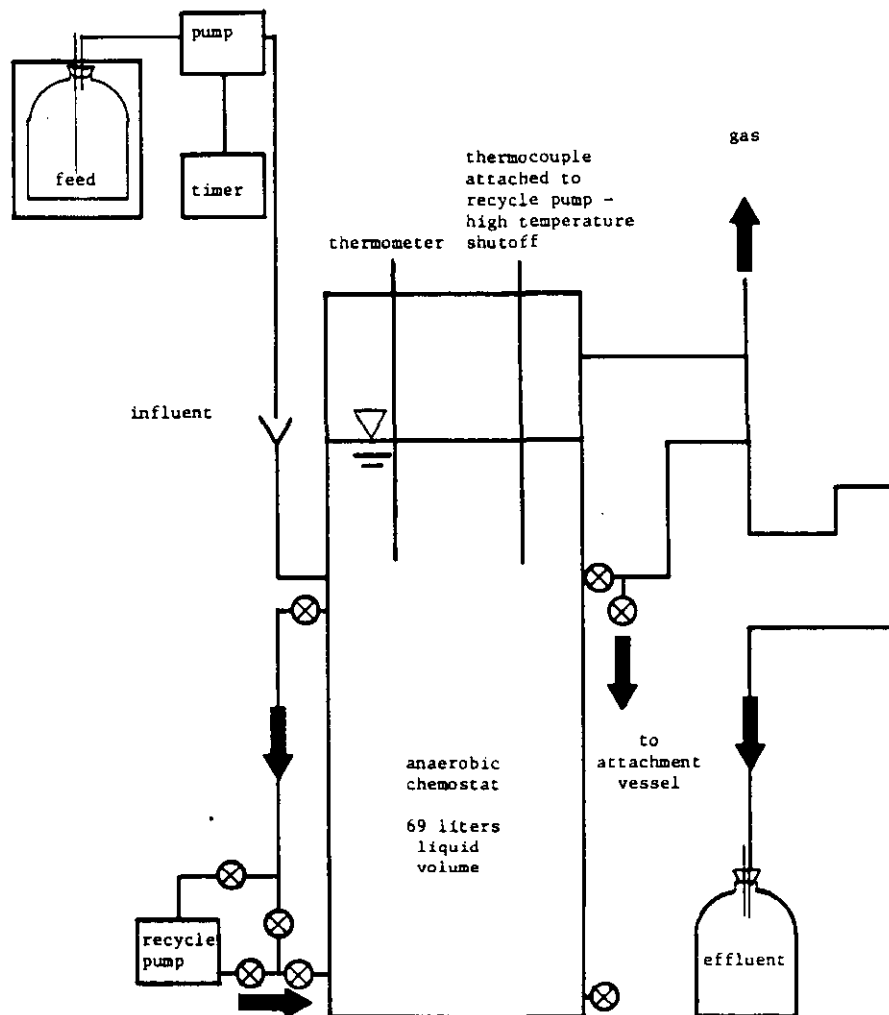 pump
feed
timer
thermocouple
attached to
recycle pump -
high temperature
shutoff
gas
thermometer
influent
to
attachment
vessel
anaerobic
chemostat
69 liters
liquid
volume
recycle
pump
effluent